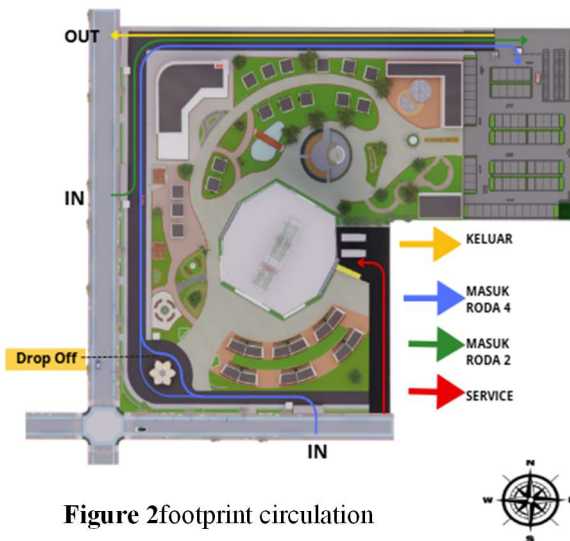 OUT
IN
KELUAR
MASUK
RODA 4
MASUK
RODA 2
SERVICE
Drop Off
IN
N
W
S
Figure 2footprint circulation